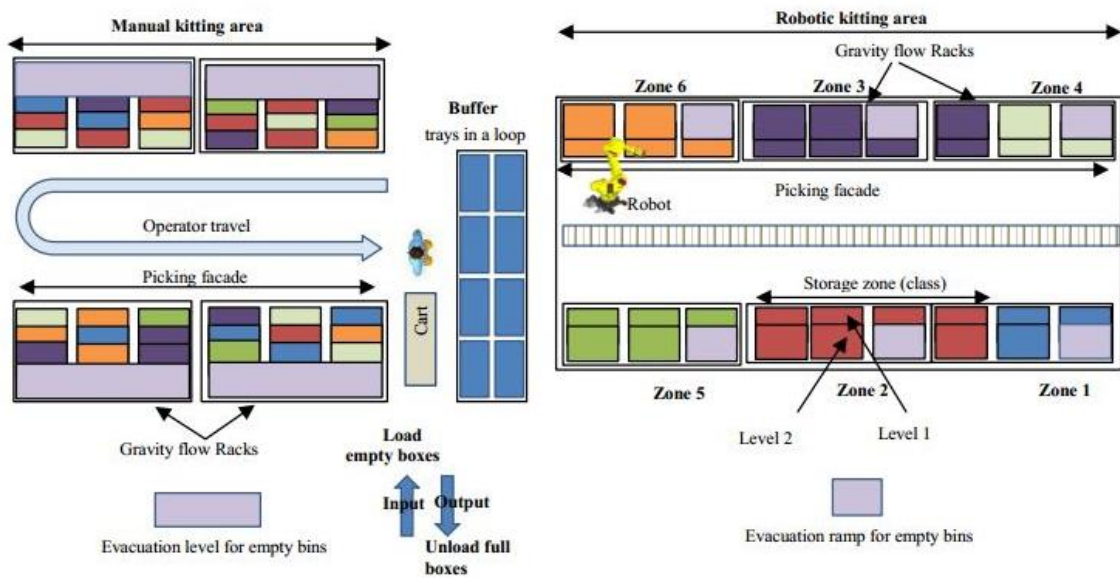 Manual kitting area
Buffer
trays in a loop
Operator travel
Picking facade
Cart
Gravity flow Racks
Load
empty boxes
Input
Output
Unload full
boxes
Evacuation level for empty bins
Robotic kitting area
Gravity flow Racks
Zone 6
Zone 3
Zone 4
Picking facade
Robot
Storage zone (class)
Zone 5
Zone 2
Zone 1
Level 2
Level 1
Evacuation ramp for empty bins